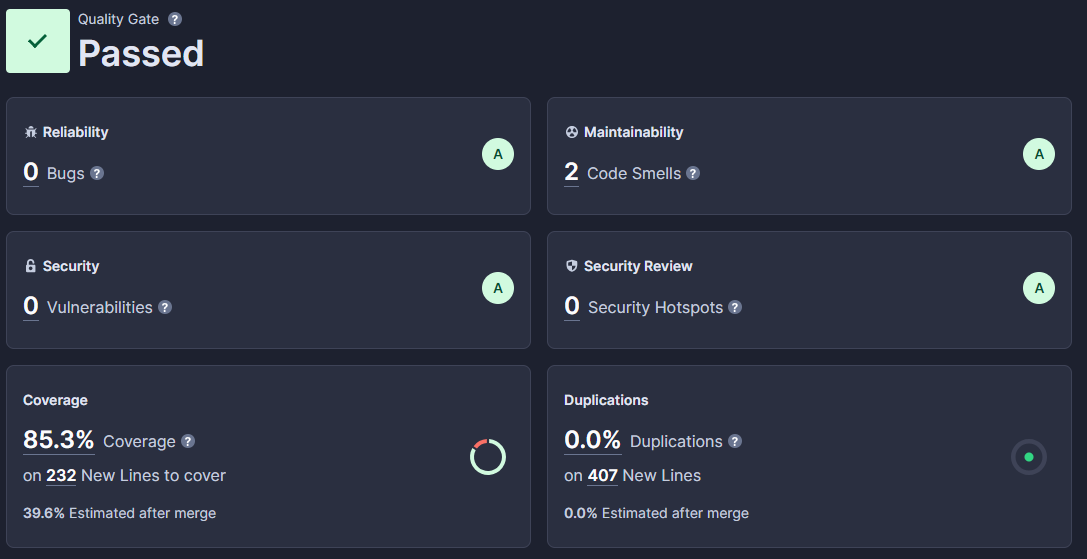 Quality Gate ?
Passed
Reliability
0 Bugs ?
A
Maintainability
2 Code Smells ?
A
Security
0 Vulnerabilities ?
A
Security Review
0 Security Hotspots ?
A
Coverage
85.3% Coverage ?
on 232 New Lines to cover
39.6% Estimated after merge
Duplications
0.0% Duplications ?
on 407 New Lines
0.0% Estimated after merge